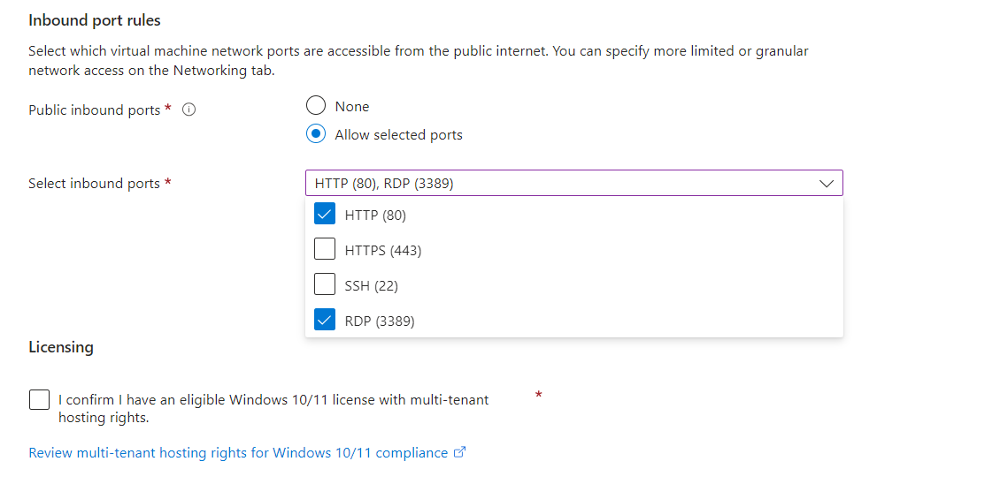 Inbound port rules
Select which virtual machine network ports are accessible from the public internet. You can specify more limited or granular
network access on the Networking tab.
Public inbound ports *
None
Allow selected ports
Select inbound ports *
HTTP (80), RDP (3389)
HTTP (80)
HTTPS (443)
SSH (22)
RDP (3389)
Licensing
I confirm I have an eligible Windows 10/11 license with multi-tenant *
hosting rights.
Review multi-tenant hosting rights for Windows 10/11 compliance